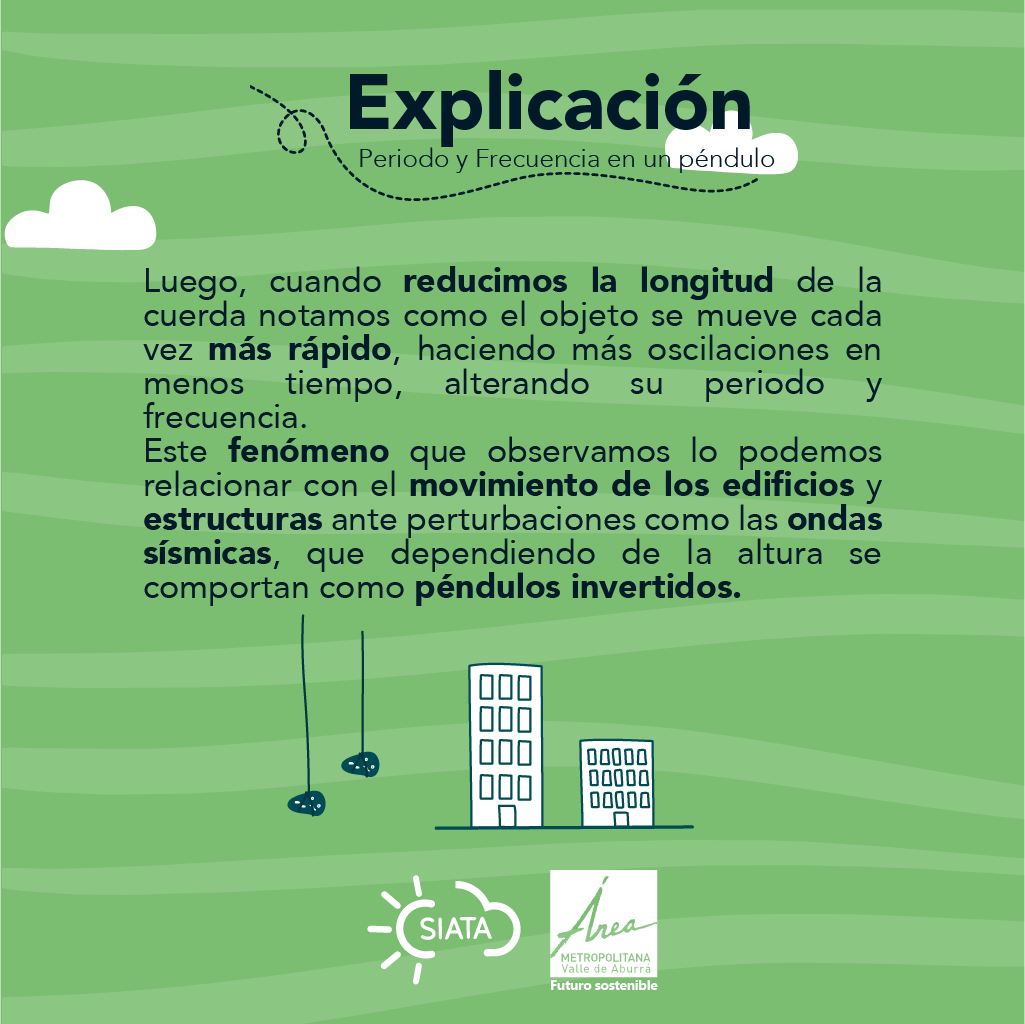 Explicación
Periodo y Frecuencia en un péndulo
Luego, cuando reducimos la longitud de la
cuerda notamos como el objeto se mueve cada
vez más rápido, haciendo más oscilaciones en
menos tiempo, alterando su periodo y
frecuencia.
Este fenómeno que observamos lo podemos
relacionar con el movimiento de los edificios y
estructuras ante perturbaciones como las ondas
sísmicas, que dependiendo de la altura se
comportan como péndulos invertidos.
SIATA
Área
METROPOLITANA
Valle de Aburrá
Futuro sostenible